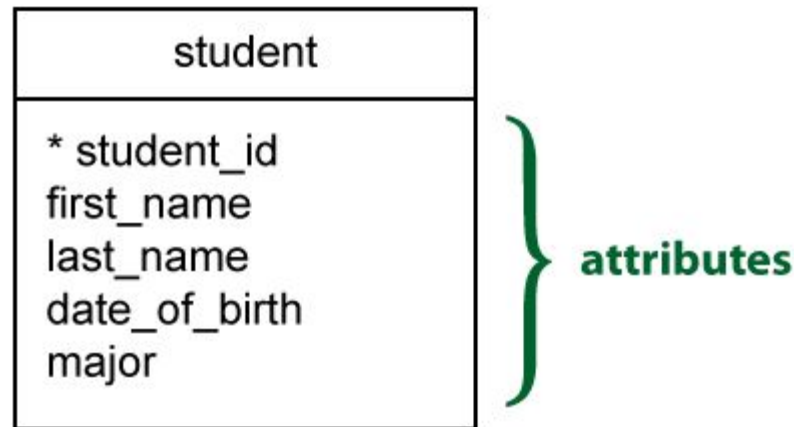 student
* student_id
first_name
last_name
date_of_birth
major
attributes